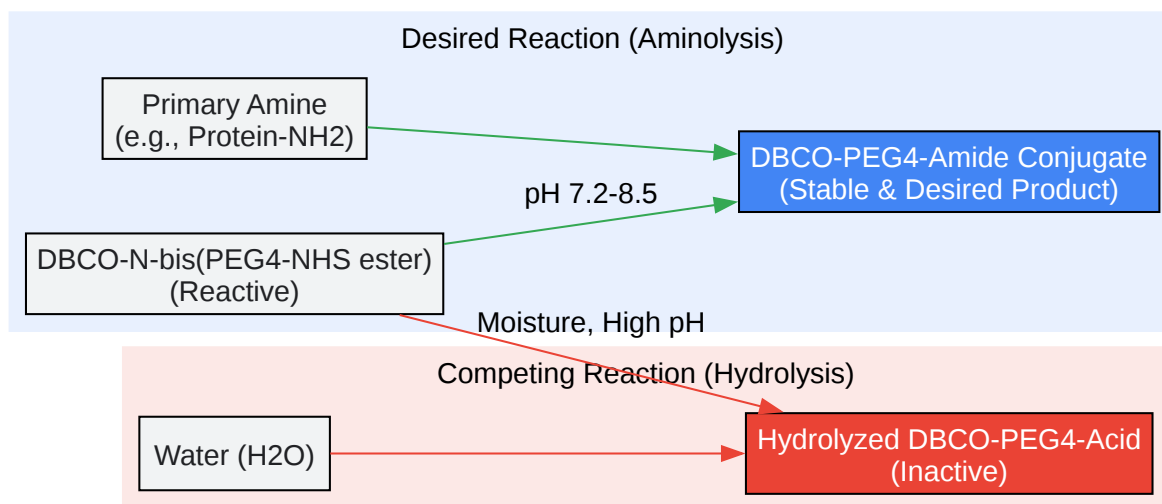 Desired Reaction (Aminolysis)
Primary Amine
(e.g., Protein-NH2)
DBCO-PEG4-Amide Conjugate
(Stable & Desired Product)
pH 7.2-8.5
DBCO-N-bis(PEG4-NHS ester)
(Reactive)
Moisture, High pH
Competing Reaction (Hydrolysis)
Water (H2O)
Hydrolyzed DBCO-PEG4-Acid
(Inactive)